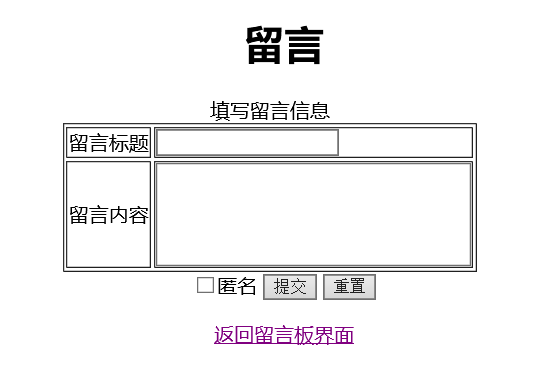 留言
填写留言信息
留言标题
留言内容
匿名 提交 重置
返回留言板界面